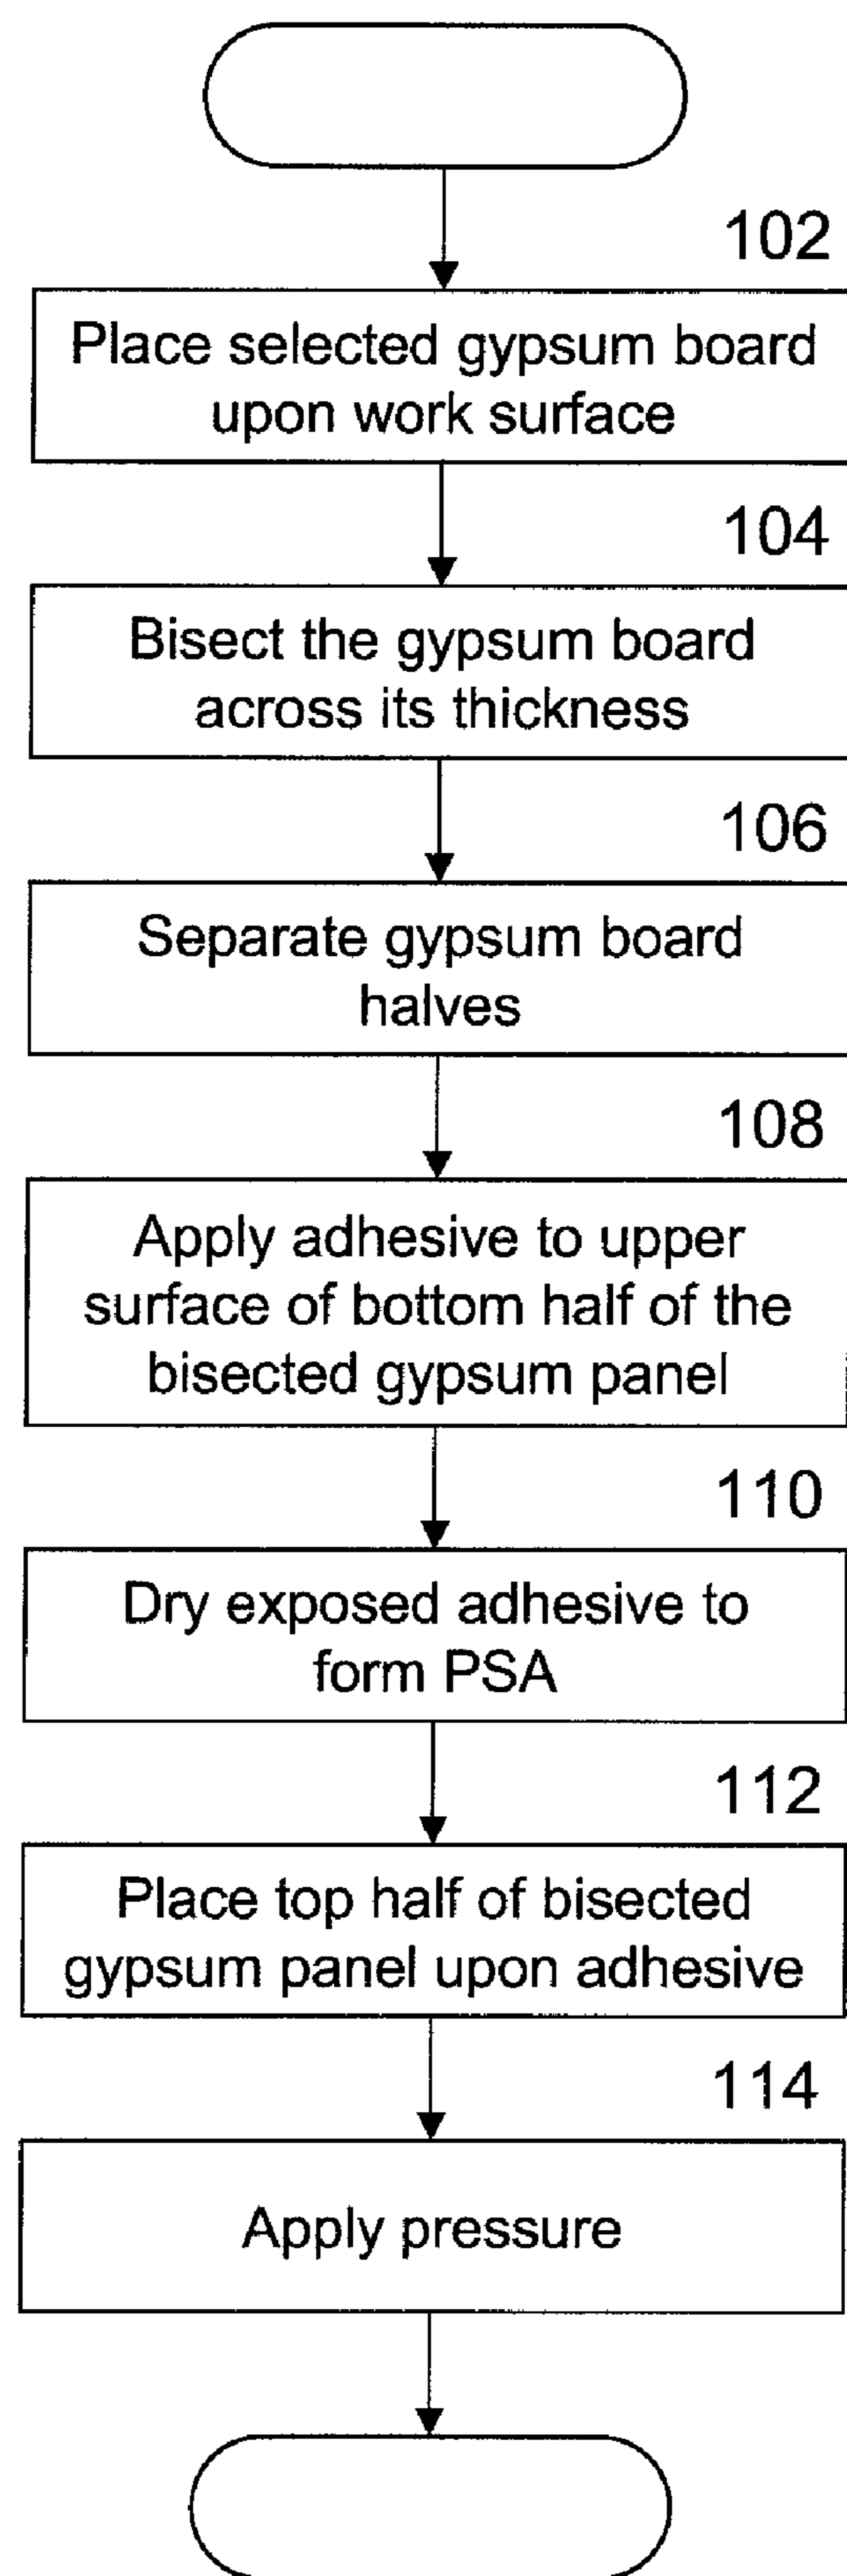 102
Place selected gypsum board
upon work surface
104
Bisect the gypsum board
across its thickness
106
Separate gypsum board
halves
108
Apply adhesive to upper
surface of bottom half of the
bisected gypsum panel
110
Dry exposed adhesive to
form PSA
112
Place top half of bisected
gypsum panel upon adhesive
114
Apply pressure